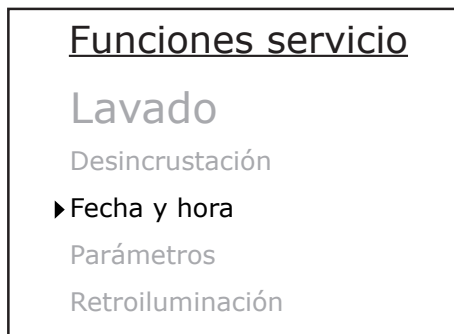 Funciones servicio
Lavado
Desincrustación
Fecha y hora
Parámetros
Retroiluminación